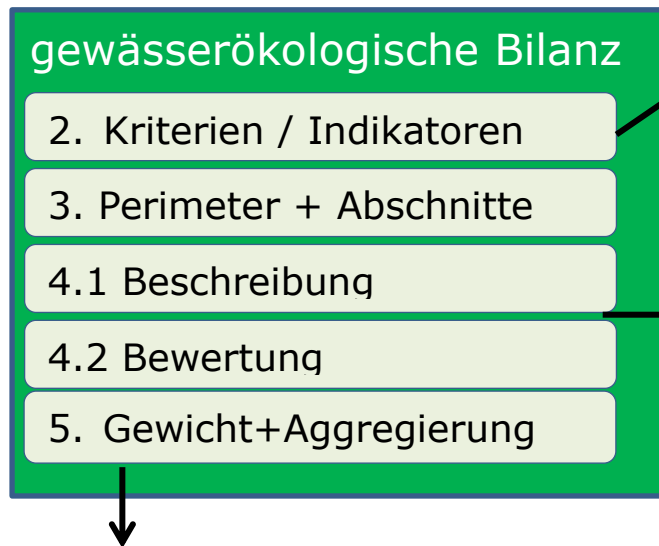 gewässerökologische Bilanz
2. Kriterien / Indikatoren
3. Perimeter + Abschnitte
4.1 Beschreibung
4.2 Bewertung
5. Gewicht+Aggregierung